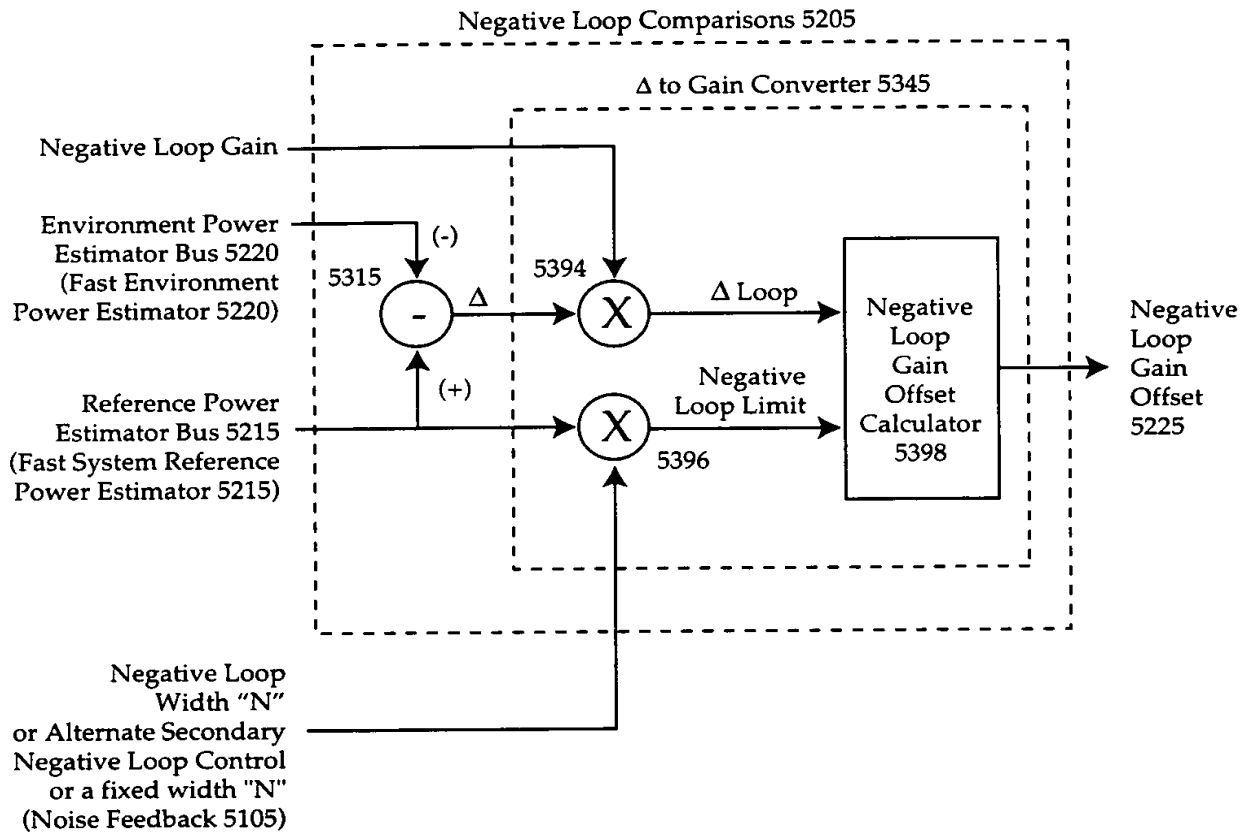 Negative Loop Comparisons 5205
Δ to Gain Converter 5345
Negative Loop Gain
Environment Power
Estimator Bus 5220
(Fast Environment
Power Estimator 5220)
(-)
5315
-
Δ
5394
X
Δ Loop
(+)
Reference Power
Estimator Bus 5215
(Fast System Reference
Power Estimator 5215)
X
5396
Negative
Loop Limit
Negative
Loop
Gain
Offset
Calculator
5398
Negative
Loop
Gain
Offset
5225
Negative Loop
Width “N”
or Alternate Secondary
Negative Loop Control
or a fixed width "N"
(Noise Feedback 5105)